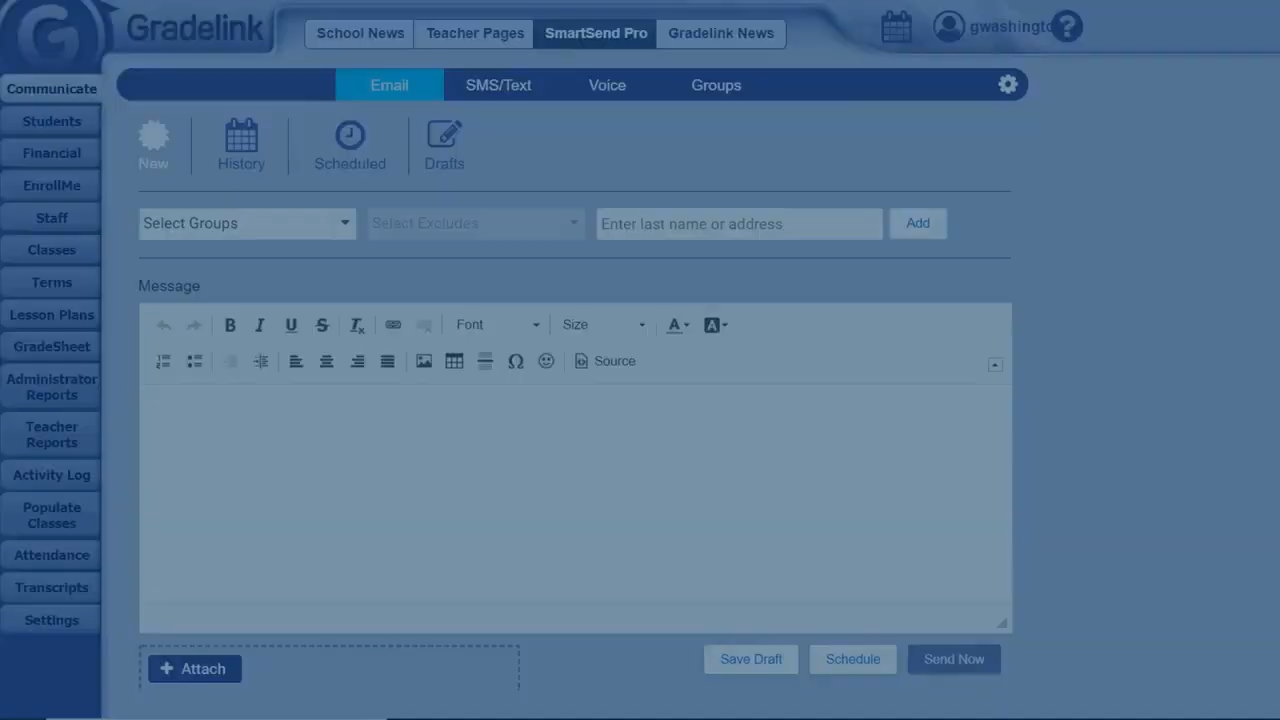 Gradelink
School News
Teacher Pages
SmartSend Pro
Gradelink News
gwashingto
?
Email
SMS/Text
Voice
Groups
Communicate
Students
Financial
EnrollMe
Staff
Classes
Terms
Lesson Plans
GradeSheet
Administrator
Reports
Teacher
Reports
Activity Log
Populate
Classes
Attendance
Transcripts
Settings
New
History
Scheduled
Drafts
Select Groups
Select Excludes
Enter last name or address
Add
Message
B I U S Tx Font Size A A
Ω Source
+ Attach
Save Draft
Schedule
Send Now